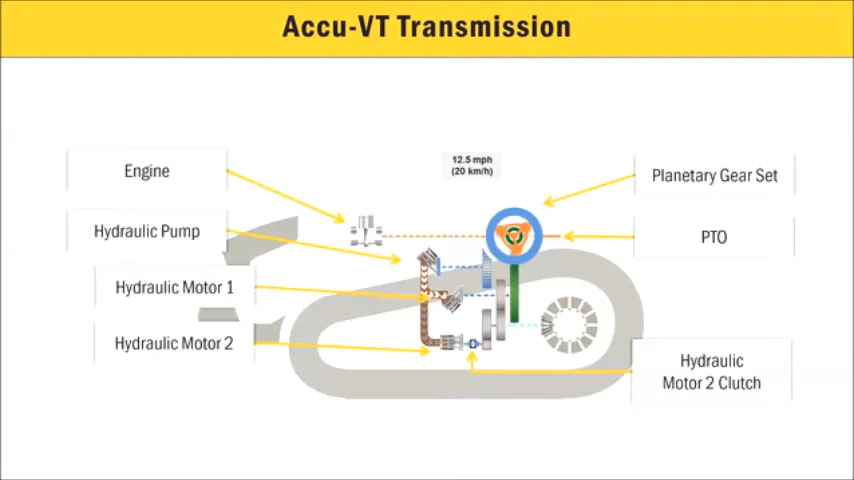 Accu-VT Transmission
Engine
Hydraulic Pump
Hydraulic Motor 1
Hydraulic Motor 2
12.5 mph
(20 km/h)
Planetary Gear Set
PTO
Hydraulic
Motor 2 Clutch